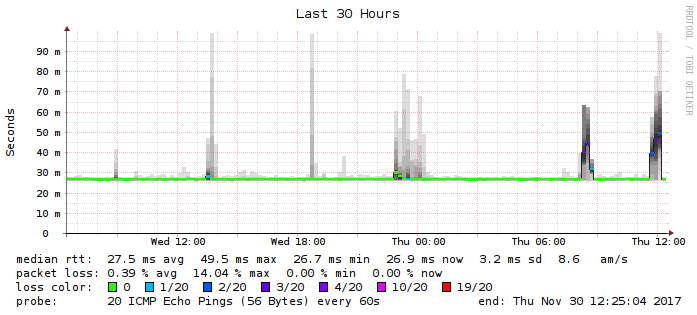 Last 30 Hours
RRDTOOL / TOBI OETIKER
Seconds
90 m
80 m
70 m
60 m
50 m
40 m
30 m
20 m
10 m
0
Wed 12:00 Wed 18:00 Thu 00:00 Thu 06:00 Thu 12:00
median rtt: 27.5 ms avg 49.5 ms max 26.7 ms min 26.9 ms now 3.2 ms sd 8.6 am/s
packet loss: 0.39 % avg 14.04 % max 0.00 % min 0.00 % now
loss color: 0 1/20 2/20 3/20 4/20 10/20 19/20
probe: 20 ICMP Echo Pings (56 Bytes) every 60s end: Thu Nov 30 12:25:04 2017